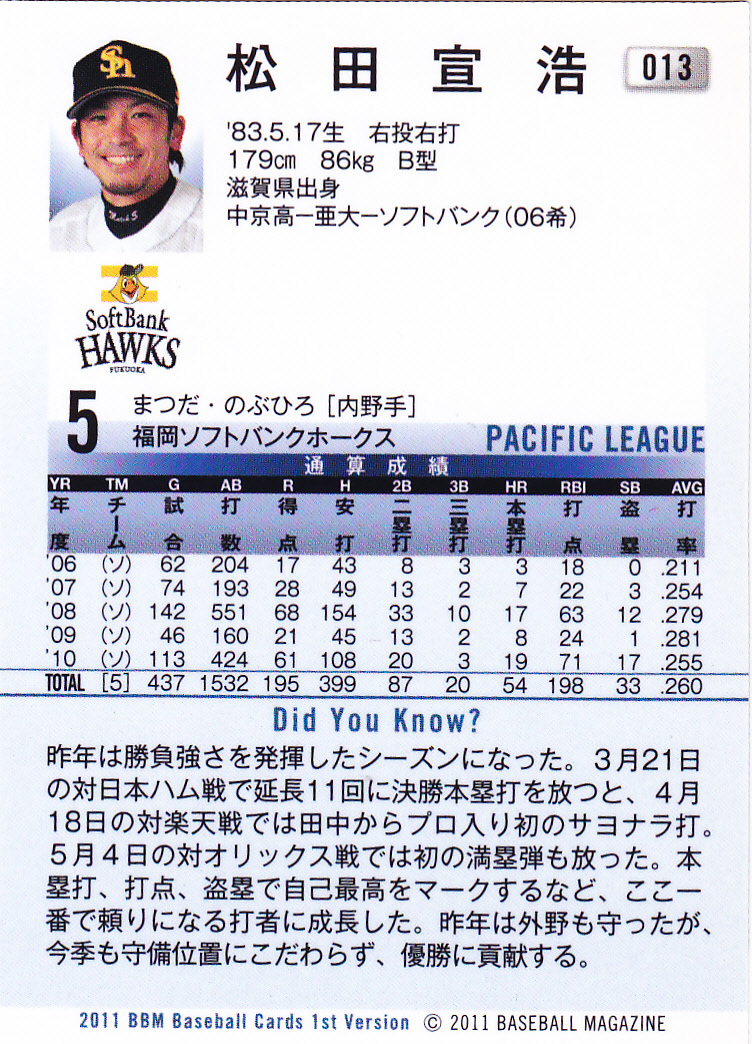 Sh
松田宣浩 013
'83.5.17生 右投右打
179cm 86kg B型
滋賀県出身
中京高ー亜大ーソフトバンク(06希)
SoftBank
HAWKS
FUKUOKA
5 まつだ・のぶひろ [内野手]
福岡ソフトバンクホークス PACIFIC LEAGUE
通算成績
YR TM G AB R H 2B 3B HR RBI SB AVG
年度 チーム 試合 打数 得点 安打 二塁打 三塁打 本塁打 打点 盗塁 打率
'06 (ソ) 62 204 17 43 8 3 3 18 0 .211
'07 (ソ) 74 193 28 49 13 2 7 22 3 .254
'08 (ソ) 142 551 68 154 33 10 17 63 12 .279
'09 (ソ) 46 160 21 45 13 2 8 24 1 .281
'10 (ソ) 113 424 61 108 20 3 19 71 17 .255
TOTAL [5] 437 1532 195 399 87 20 54 198 33 .260
Did You Know?
昨年は勝負強さを発揮したシーズンになった。3月21日
の対日本ハム戦で延長11回に決勝本塁打を放つと、4月
18日の対楽天戦では田中からプロ入り初のサヨナラ打。
5月4日の対オリックス戦では初の満塁弾も放った。本
塁打、打点、盗塁で自己最高をマークするなど、ここ一
番で頼りになる打者に成長した。昨年は外野も守ったが、
今季も守備位置にこだわらず、優勝に貢献する。
2011 BBM Baseball Cards 1st Version © 2011 BASEBALL MAGAZINE